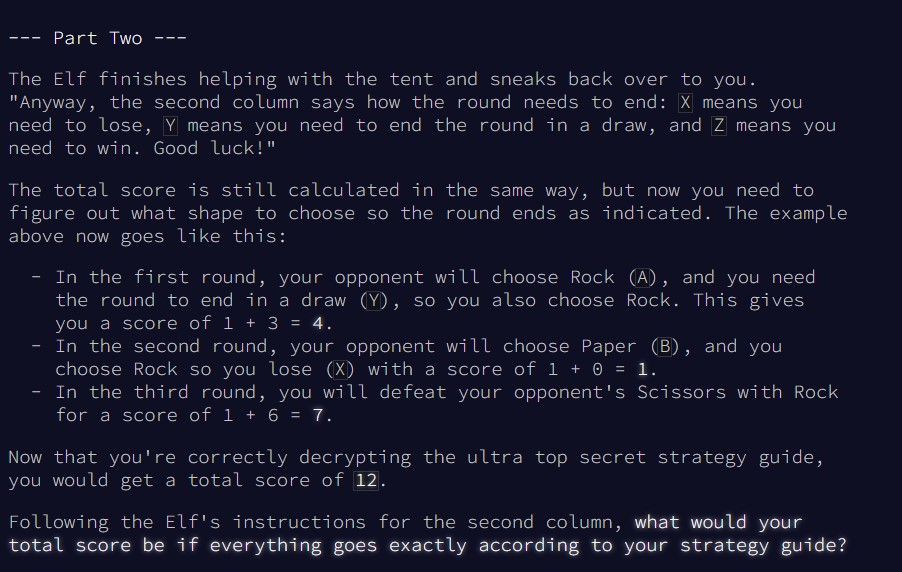 --- Part Two ---
The Elf finishes helping with the tent and sneaks back over to you.
"Anyway, the second column says how the round needs to end: X means you
need to lose, Y means you need to end the round in a draw, and Z means you
need to win. Good luck!"
The total score is still calculated in the same way, but now you need to
figure out what shape to choose so the round ends as indicated. The example
above now goes like this:
- In the first round, your opponent will choose Rock (A), and you need
the round to end in a draw (Y), so you also choose Rock. This gives
you a score of 1 + 3 = 4.
- In the second round, your opponent will choose Paper (B), and you
choose Rock so you lose (X) with a score of 1 + 0 = 1.
- In the third round, you will defeat your opponent's Scissors with Rock
for a score of 1 + 6 = 7.
Now that you're correctly decrypting the ultra top secret strategy guide,
you would get a total score of 12.
Following the Elf's instructions for the second column, what would your
total score be if everything goes exactly according to your strategy guide?